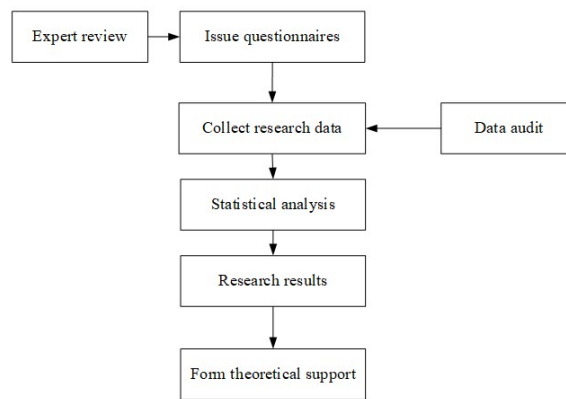 Expert review
Issue questionnaires
Collect research data
Data audit
Statistical analysis
Research results
Form theoretical support